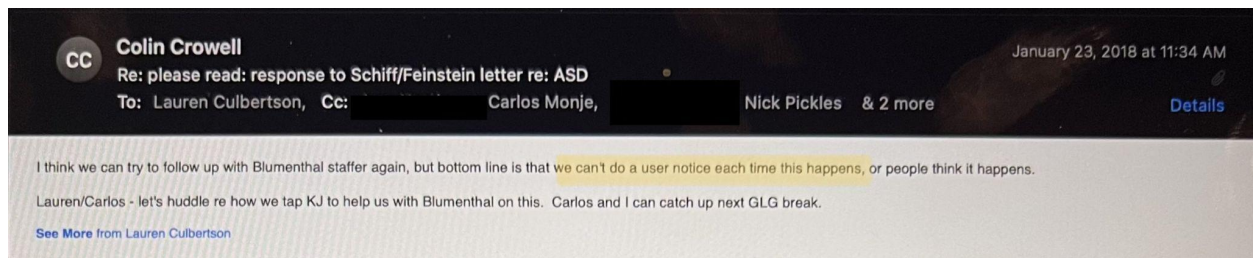 CC
Colin Crowell
January 23, 2018 at 11:34 AM
Re: please read: response to Schiff/Feinstein letter re: ASD
To: Lauren Culbertson, Cc: Carlos Monje, Nick Pickles & 2 more
Details
I think we can try to follow up with Blumenthal staffer again, but bottom line is that we can't do a user notice each time this happens, or people think it happens.
Lauren/Carlos - let's huddle re how we tap KJ to help us with Blumenthal on this. Carlos and I can catch up next GLG break.
See More from Lauren Culbertson